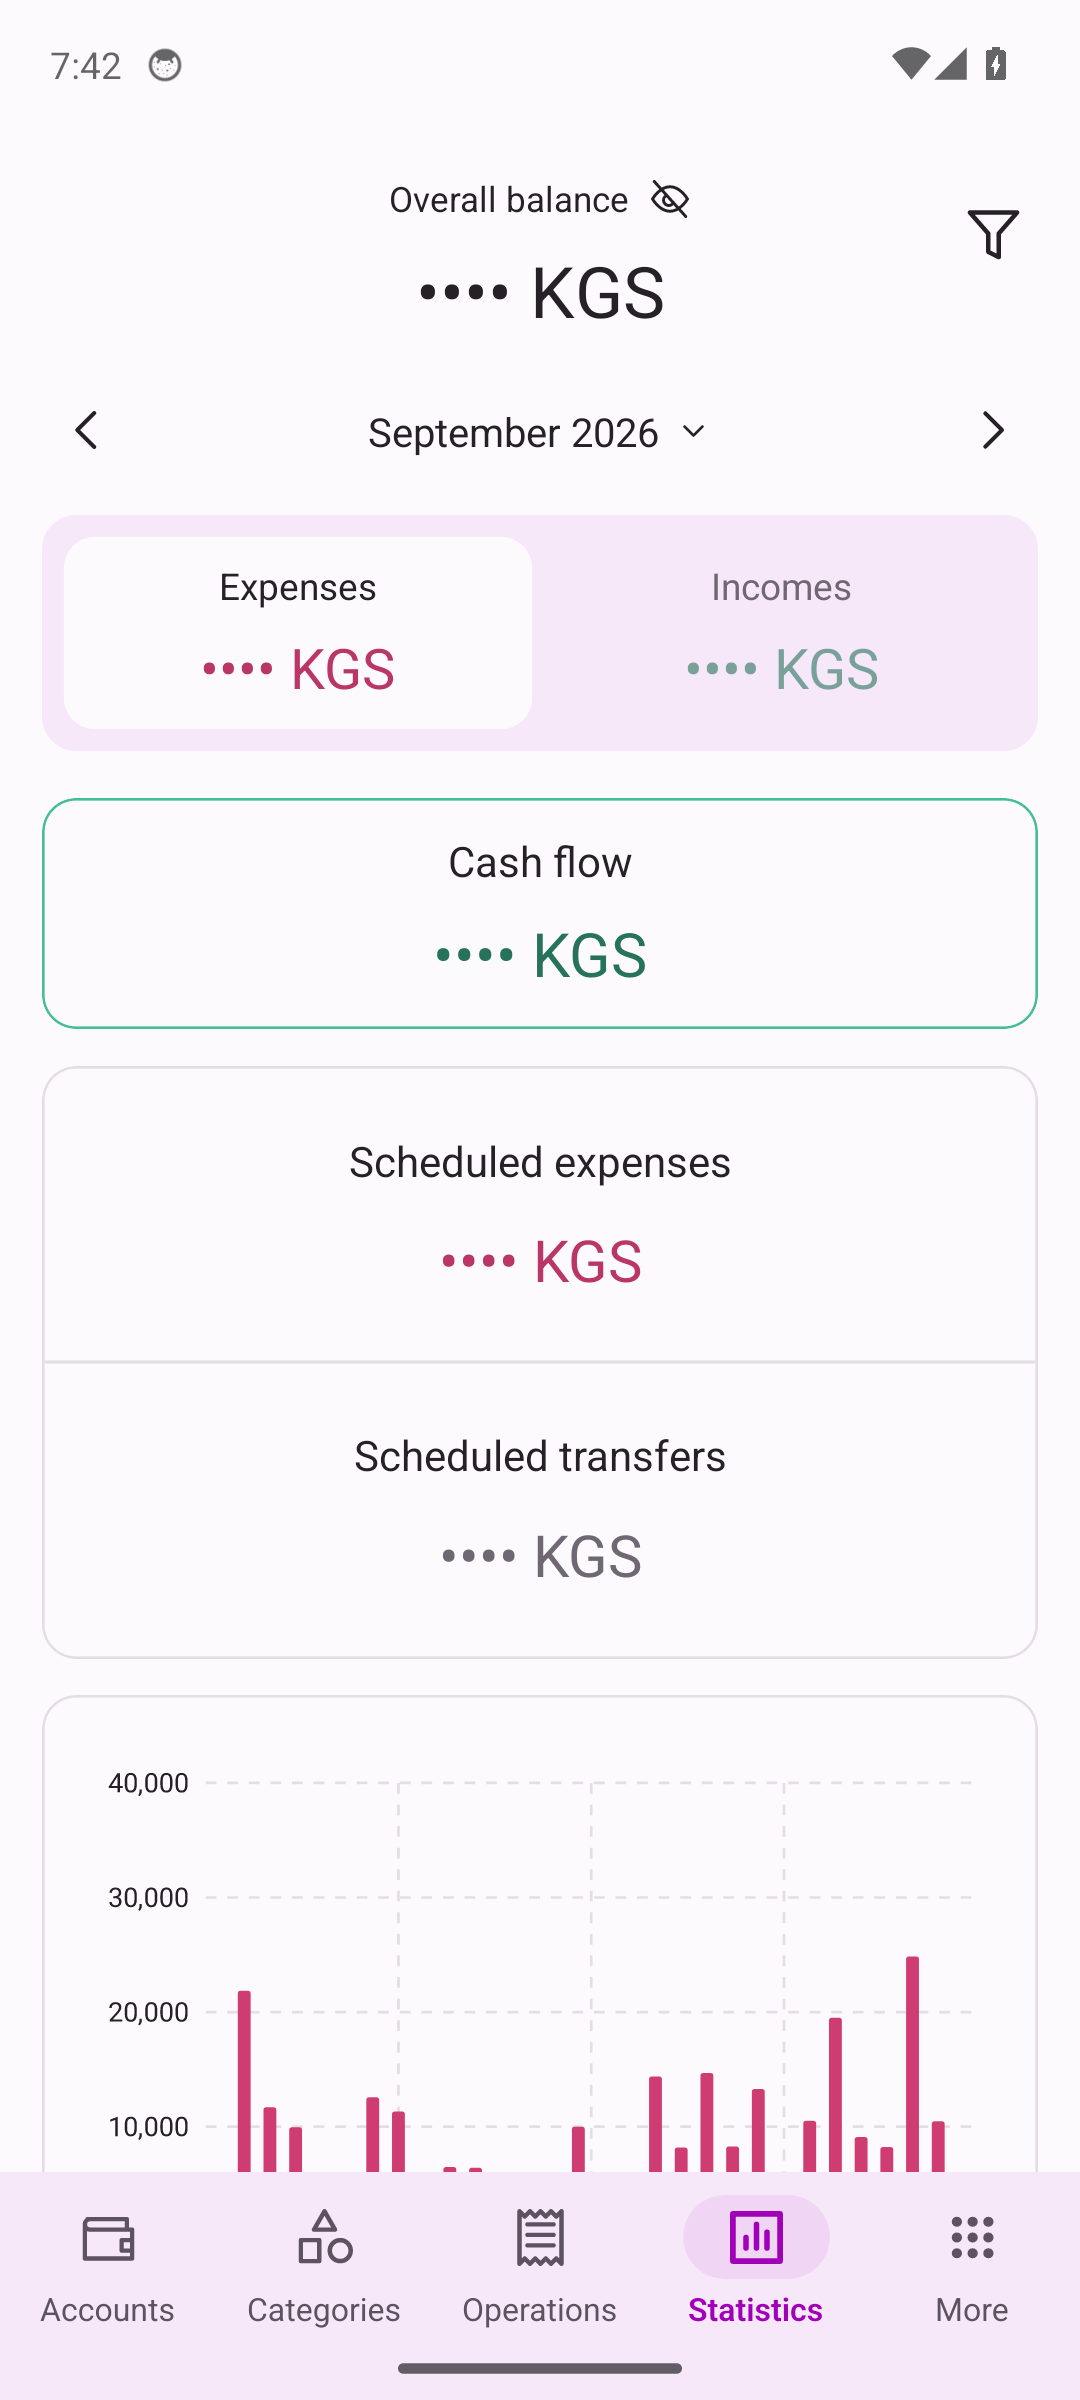 7:42
Overall balance
•••• KGS
September 2026
Expenses
Incomes
•••• KGS
•••• KGS
Cash flow
•••• KGS
Scheduled expenses
•••• KGS
Scheduled transfers
•••• KGS
40,000
30,000
20,000
10,000
Accounts
Categories
Operations
Statistics
More